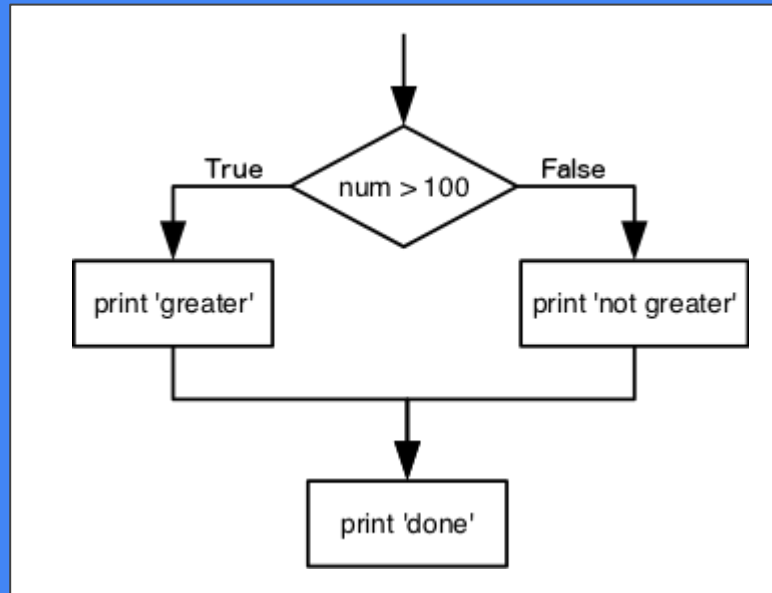 num > 100
True
False
print 'greater'
print 'not greater'
print 'done'